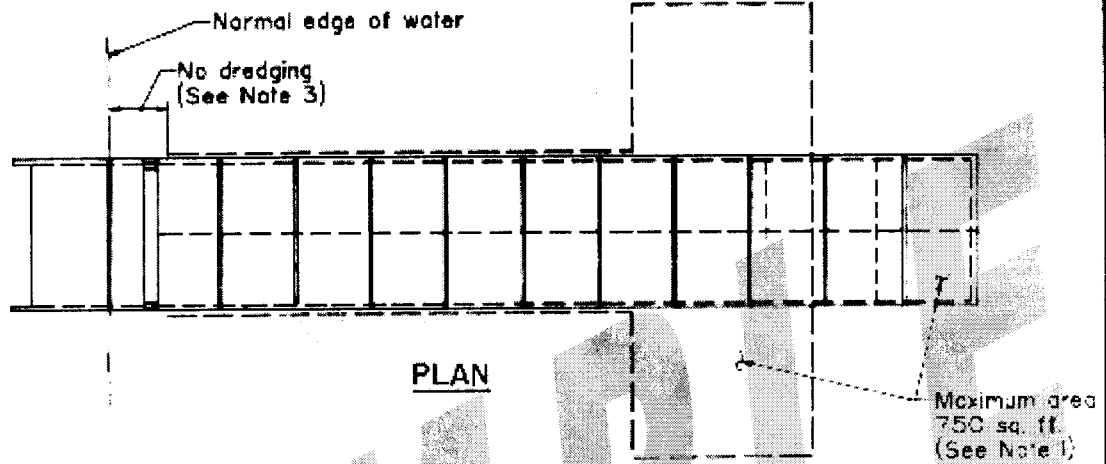 Normal edge of water
No dredging
(See Note 3)
PLAN
Maximum area
750 sq. ft.
(See Note 1)